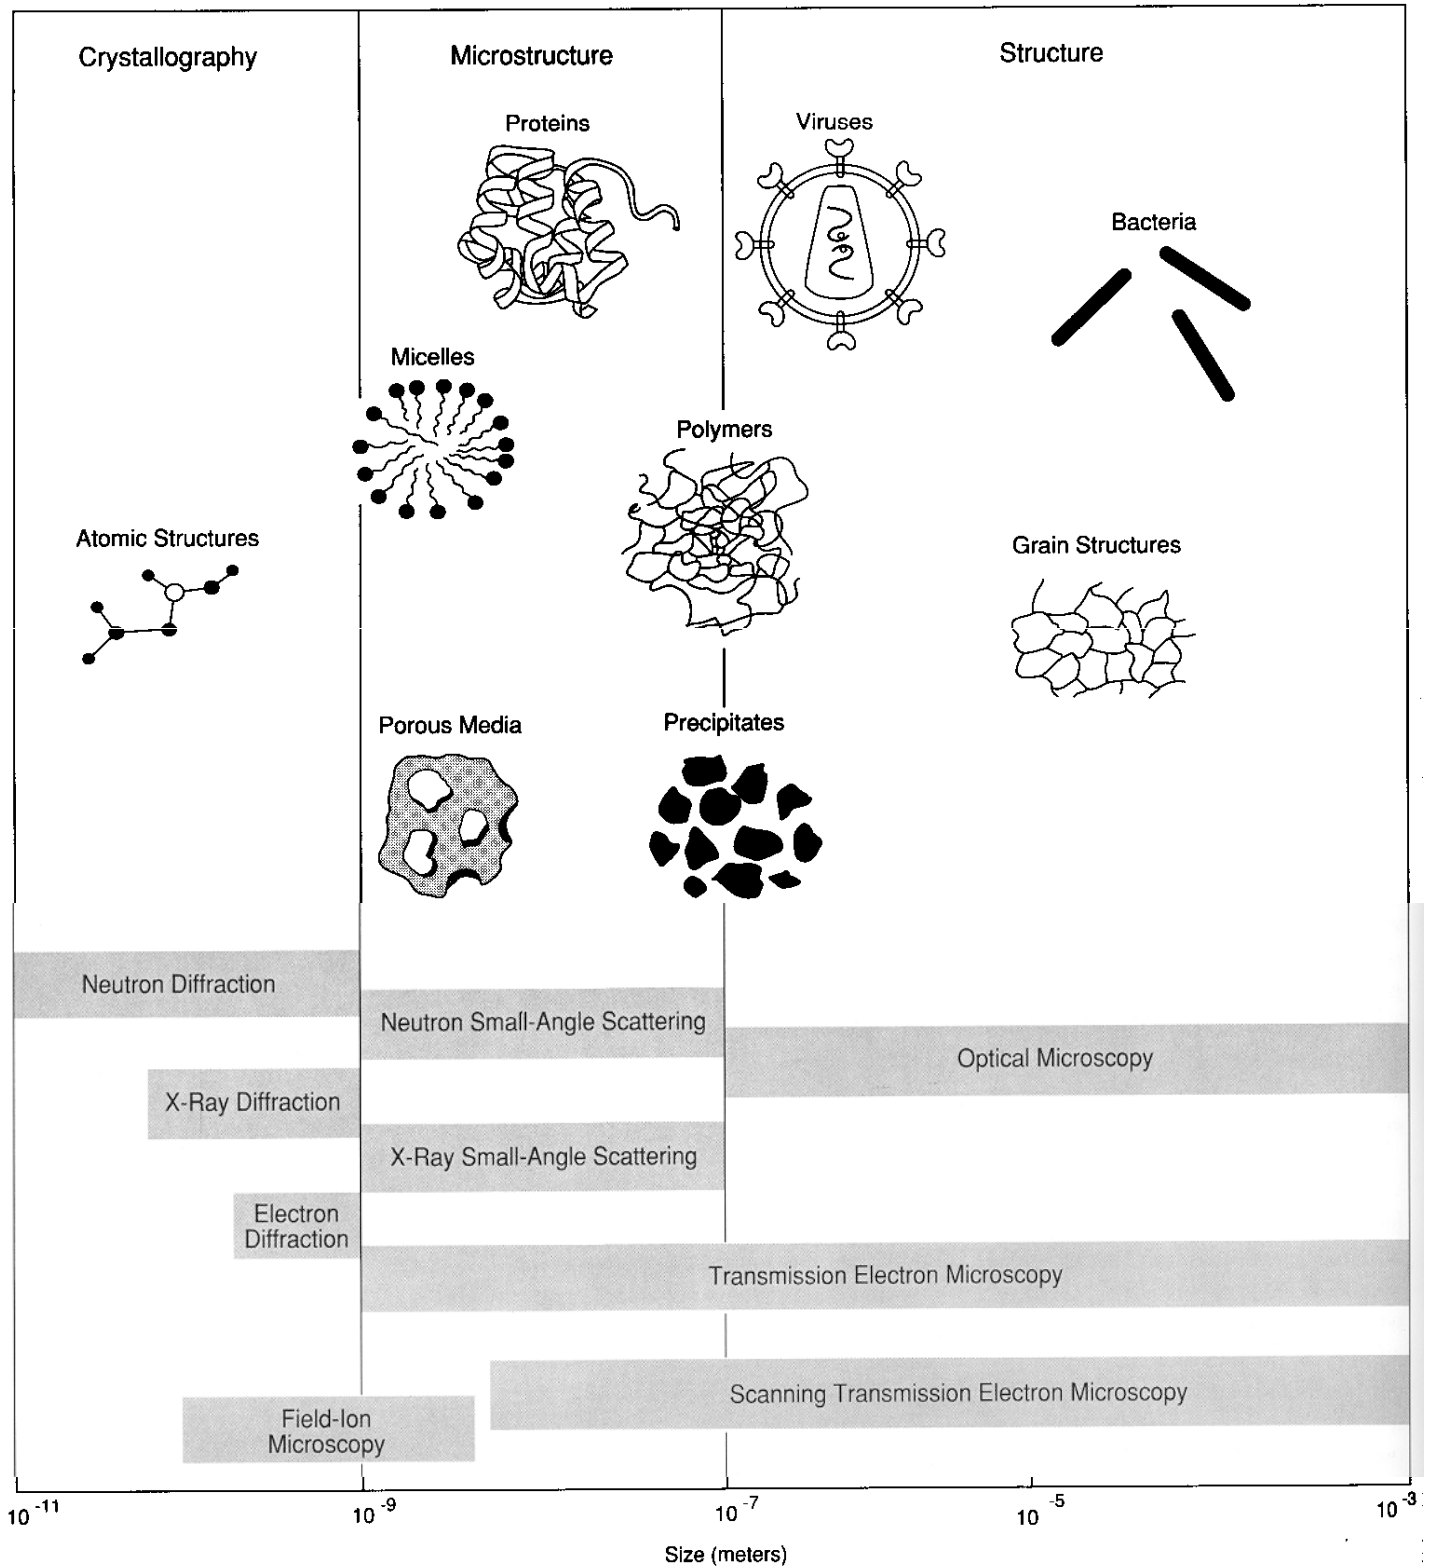 Crystallography
Microstructure
Structure
Proteins
Viruses
Bacteria
Micelles
Polymers
Atomic Structures
Grain Structures
Porous Media
Precipitates
Neutron Diffraction
Neutron Small-Angle Scattering
Optical Microscopy
X-Ray Diffraction
X-Ray Small-Angle Scattering
Electron
Diffraction
Transmission Electron Microscopy
Scanning Transmission Electron Microscopy
Field-Ion
Microscopy
10⁻¹¹ 10⁻⁹ 10⁻⁷ 10⁻⁵ 10⁻³
Size (meters)